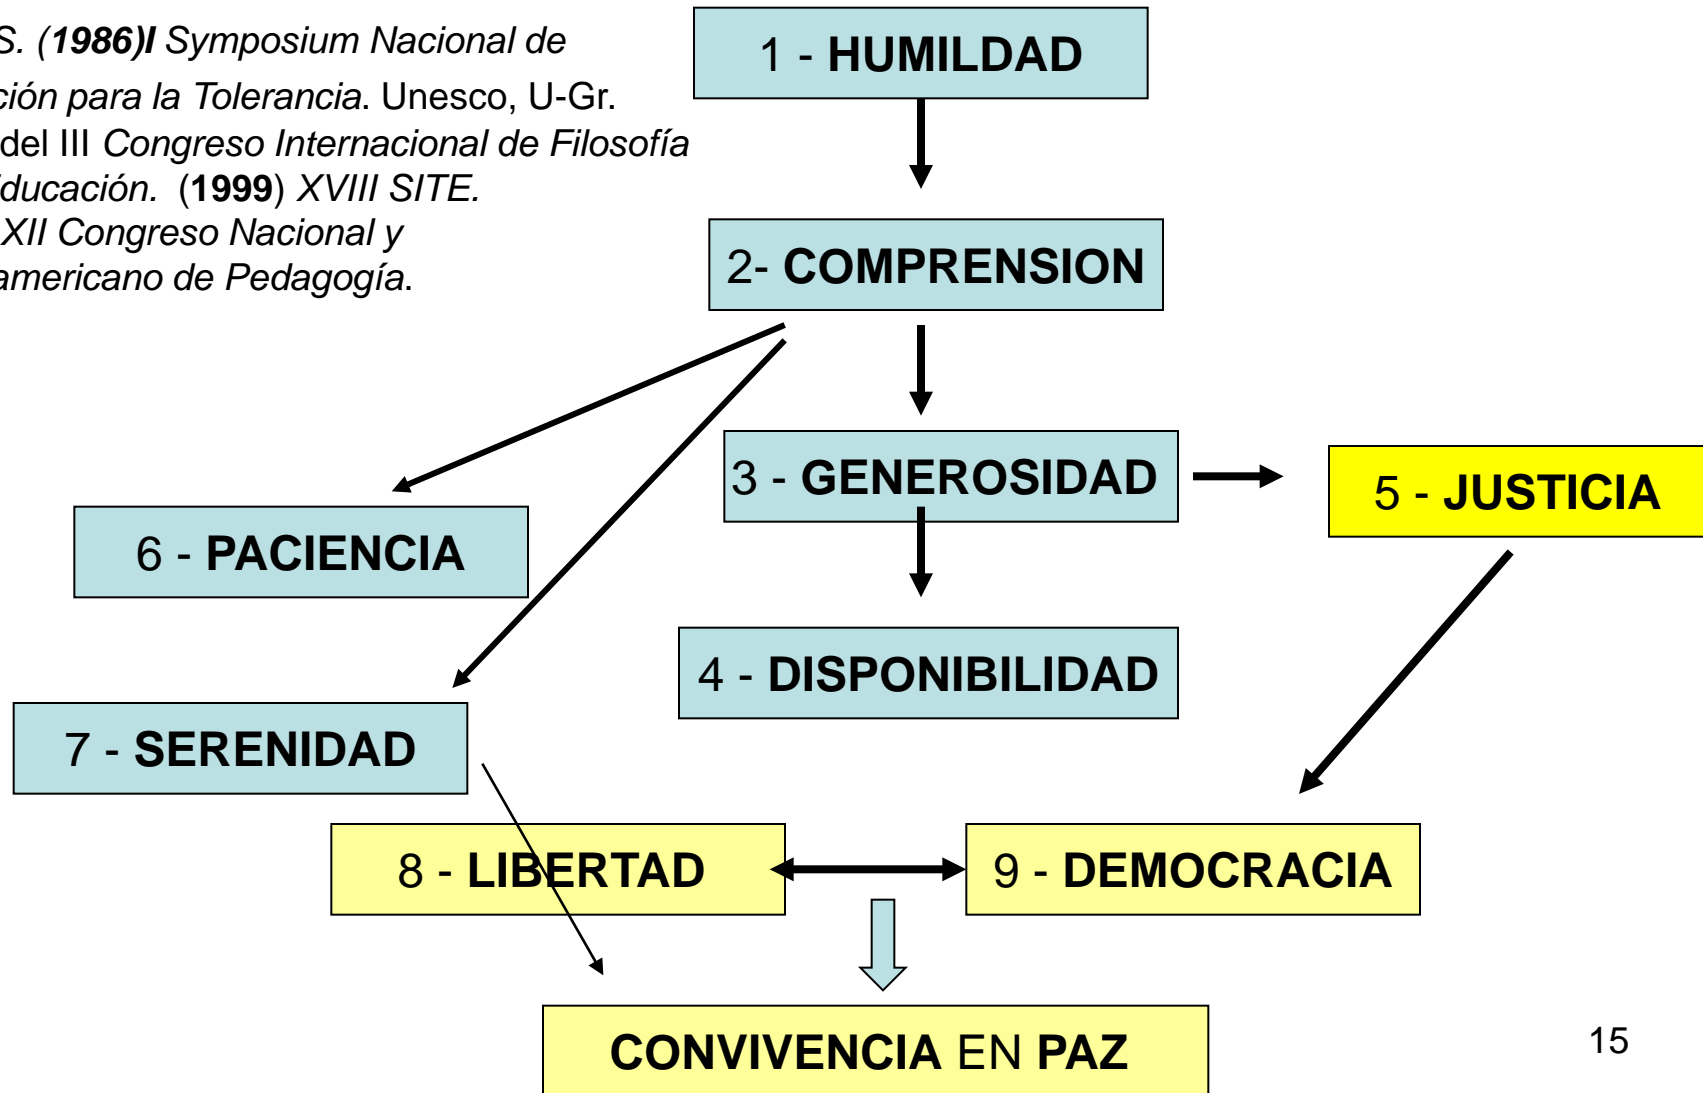 S. (1986)I Symposium Nacional de
ción para la Tolerancia. Unesco, U-Gr.
del III Congreso Internacional de Filosofía
Educación. (1999) XVIII SITE.
XII Congreso Nacional y
americano de Pedagogía.
1 - HUMILDAD
2- COMPRENSION
3 - GENEROSIDAD
5 - JUSTICIA
6 - PACIENCIA
4 - DISPONIBILIDAD
7 - SERENIDAD
8 - LIBERTAD
9 - DEMOCRACIA
CONVIVENCIA EN PAZ
15